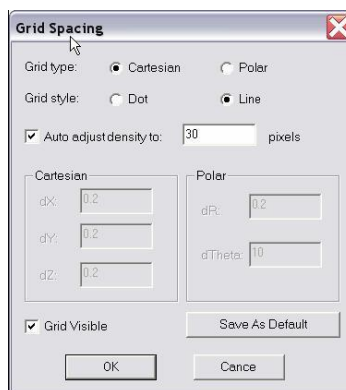 Grid Spacing
Grid type: Cartesian Polar
Grid style: Dot Line
Auto adjust density to: 30 pixels
Cartesian
dX: 0.2
dY: 0.2
dZ: 0.2
Polar
dR: 0.2
dTheta: 10
Grid Visible
Save As Default
OK
Cance